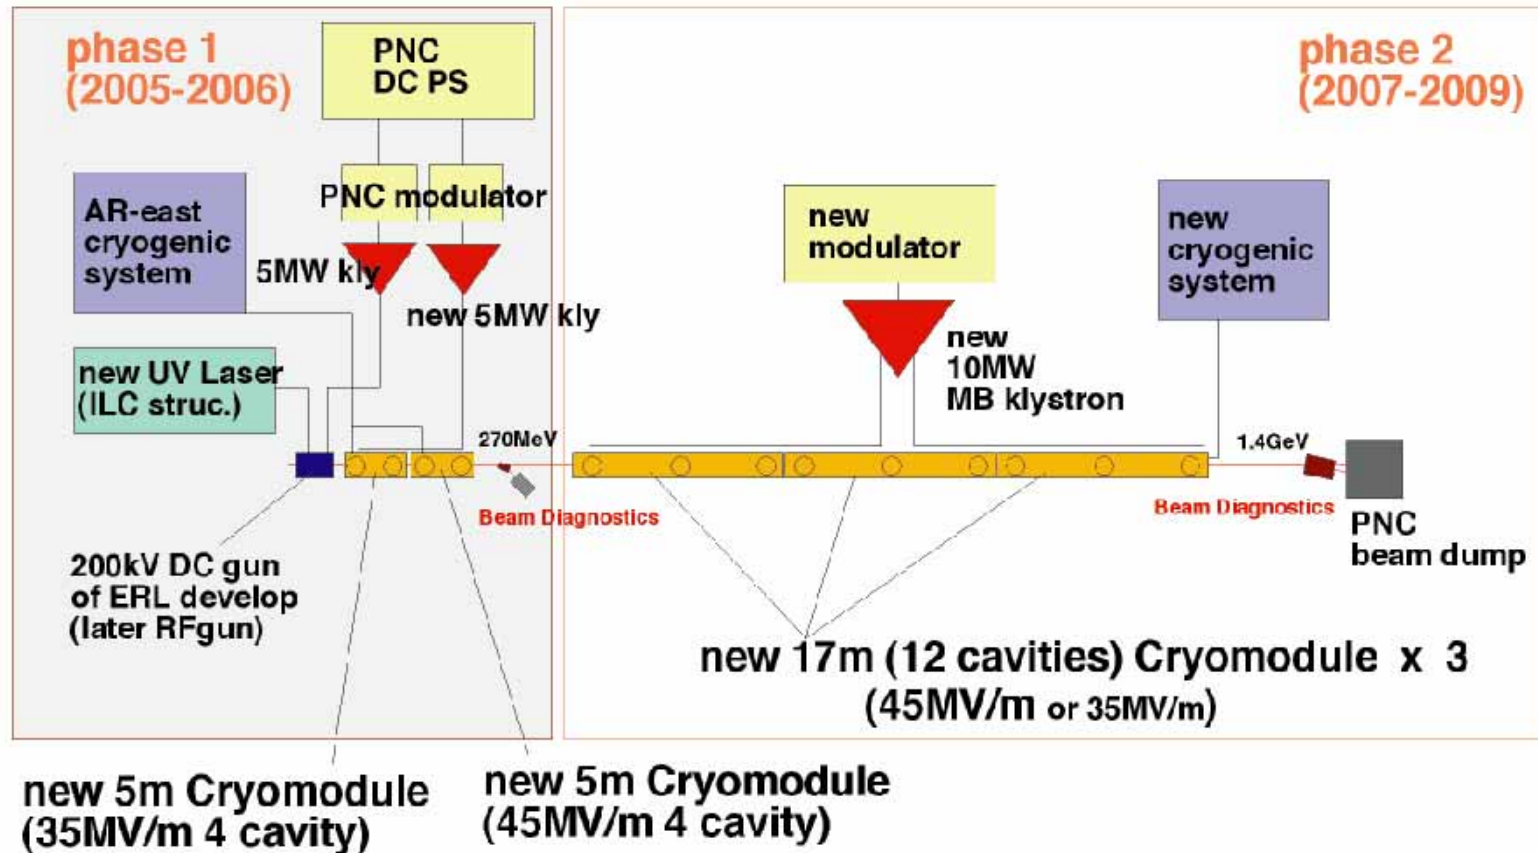 phase 1
(2005-2006)
PNC
DC PS
phase 2
(2007-2009)
AR-east
cryogenic
system
PNC modulator
5MW kly
new 5MW kly
new
modulator
new
cryogenic
system
new
10MW
MB klystron
new UV Laser
(ILC struc.)
270MeV
1.4GeV
Beam Diagnostics
Beam Diagnostics
PNC
beam dump
200kV DC gun
of ERL develop
(later RFgun)
new 17m (12 cavities) Cryomodule x 3
(45MV/m or 35MV/m)
new 5m Cryomodule
(35MV/m 4 cavity)
new 5m Cryomodule
(45MV/m 4 cavity)